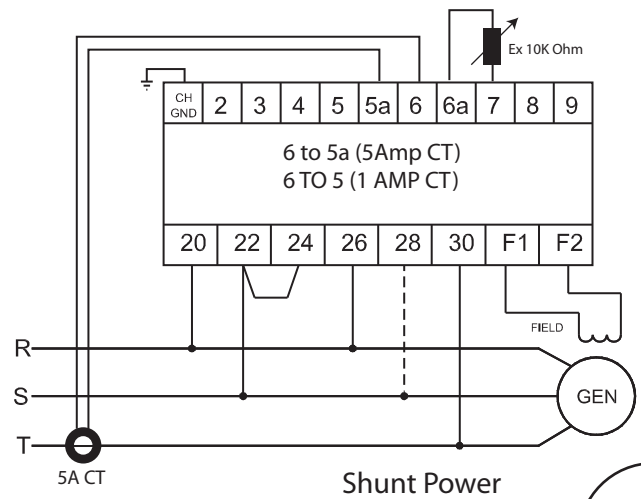 Ex 10K Ohm
CH GND 2 3 4 5 5a 6 6a 7 8 9
6 to 5a (5Amp CT)
6 TO 5 (1 AMP CT)
20 22 24 26 28 30 F1 F2
FIELD
R
S
GEN
T
5A CT
Shunt Power